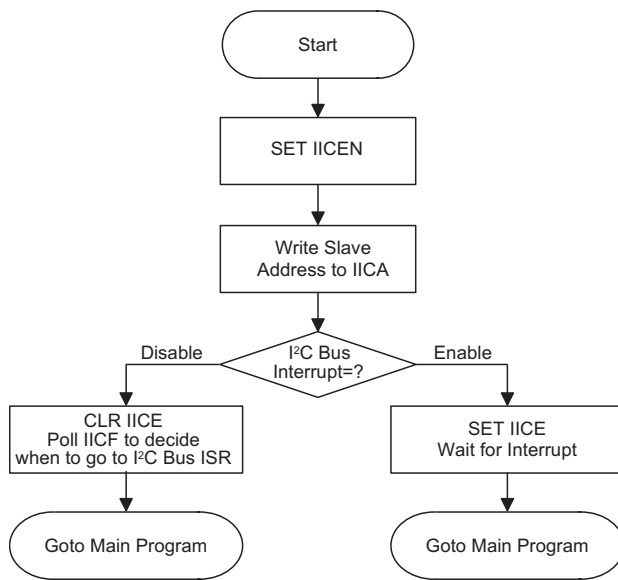 Start
SET IICEN
Write Slave
Address to IICA
Disable
I²C Bus
Interrupt=?
Enable
CLR IICE
Poll IICF to decide
when to go to I²C Bus ISR
SET IICE
Wait for Interrupt
Goto Main Program
Goto Main Program